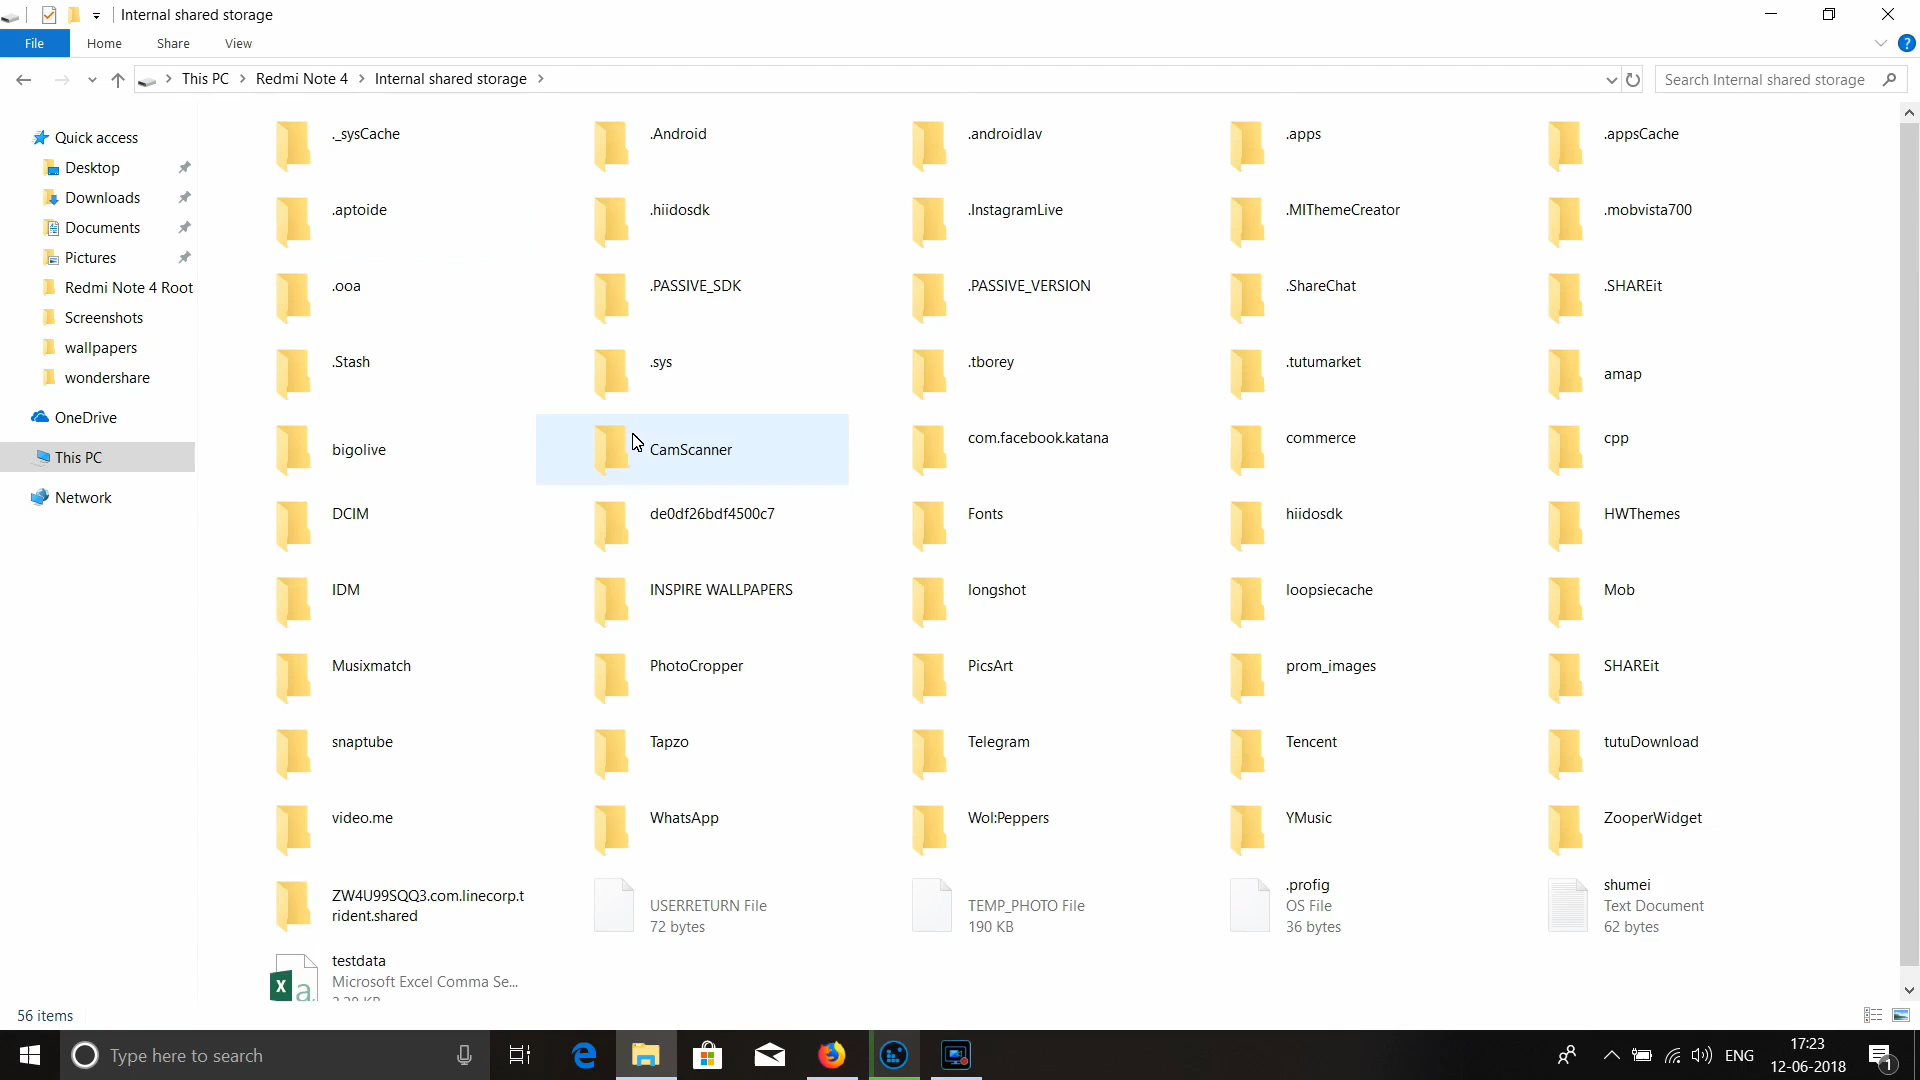 Internal shared storage
File Home Share View
This PC Redmi Note 4 Internal shared storage
Search Internal shared storage
Quick access
Desktop
Downloads
Documents
Pictures
Redmi Note 4 Root
Screenshots
wallpapers
wondershare
OneDrive
This PC
Network
._sysCache .Android .androidlav .apps .appsCache
.aptoide .hiidosdk .InstagramLive .MIThemeCreator .mobvista700
.ooa .PASSIVE_SDK .PASSIVE_VERSION .ShareChat .SHAREit
.Stash .sys .tborey .tutumarket amap
bigolive CamScanner com.facebook.katana commerce cpp
DCIM de0df26bdf4500c7 Fonts hiidosdk HWThemes
IDM INSPIRE WALLPAPERS longshot loopsiecache Mob
Musixmatch PhotoCropper PicsArt prom_images SHAREit
snaptube Tapzo Telegram Tencent tutuDownload
video.me WhatsApp Wol:Peppers YMusic ZooperWidget
ZW4U99SQQ3.com.linecorp.t
rident.shared
USERRETURN File
72 bytes
TEMP_PHOTO File
190 KB
.profig
OS File
36 bytes
shumei
Text Document
62 bytes
testdata
Microsoft Excel Comma Se...
56 items
Type here to search
ENG
17:23
12-06-2018
1